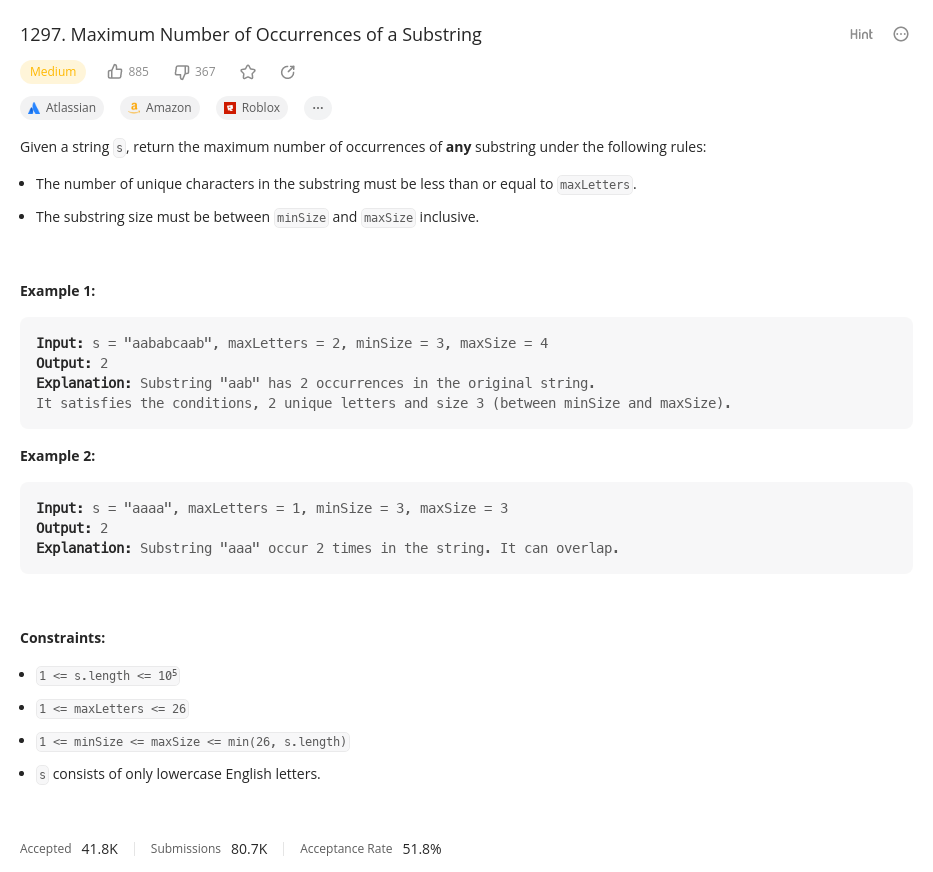 1297. Maximum Number of Occurrences of a Substring
Hint
Medium 885 367
Atlassian Amazon Roblox ...
Given a string s, return the maximum number of occurrences of any substring under the following rules:
• The number of unique characters in the substring must be less than or equal to maxLetters.
• The substring size must be between minSize and maxSize inclusive.
Example 1:
Input: s = "aababcaab", maxLetters = 2, minSize = 3, maxSize = 4
Output: 2
Explanation: Substring "aab" has 2 occurrences in the original string.
It satisfies the conditions, 2 unique letters and size 3 (between minSize and maxSize).
Example 2:
Input: s = "aaaa", maxLetters = 1, minSize = 3, maxSize = 3
Output: 2
Explanation: Substring "aaa" occur 2 times in the string. It can overlap.
Constraints:
• 1 <= s.length <= 10⁵
• 1 <= maxLetters <= 26
• 1 <= minSize <= maxSize <= min(26, s.length)
• s consists of only lowercase English letters.
Accepted 41.8K Submissions 80.7K Acceptance Rate 51.8%